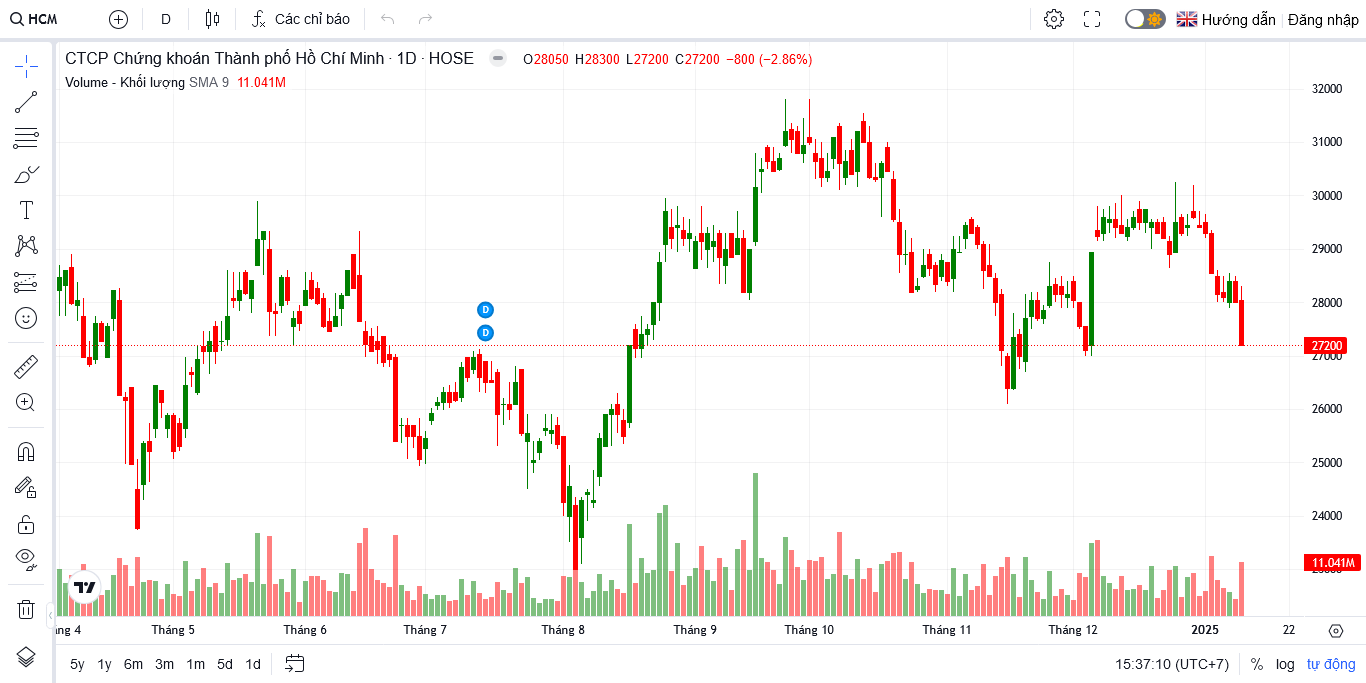 HCM D Các chỉ báo Hướng dẫn Đăng nhập
CTCP Chứng khoán Thành phố Hồ Chí Minh · 1D · HOSE O28050 H28300 L27200 C27200 −800 (−2.86%)
Volume - Khối lượng SMA 9 11.041M
32000
31000
30000
29000
28000
D
D
27200
27000
26000
25000
24000
11.041M
ng 4 Tháng 5 Tháng 6 Tháng 7 Tháng 8 Tháng 9 Tháng 10 Tháng 11 Tháng 12 2025 22
5y 1y 6m 3m 1m 5d 1d 15:37:10 (UTC+7) % log tự động